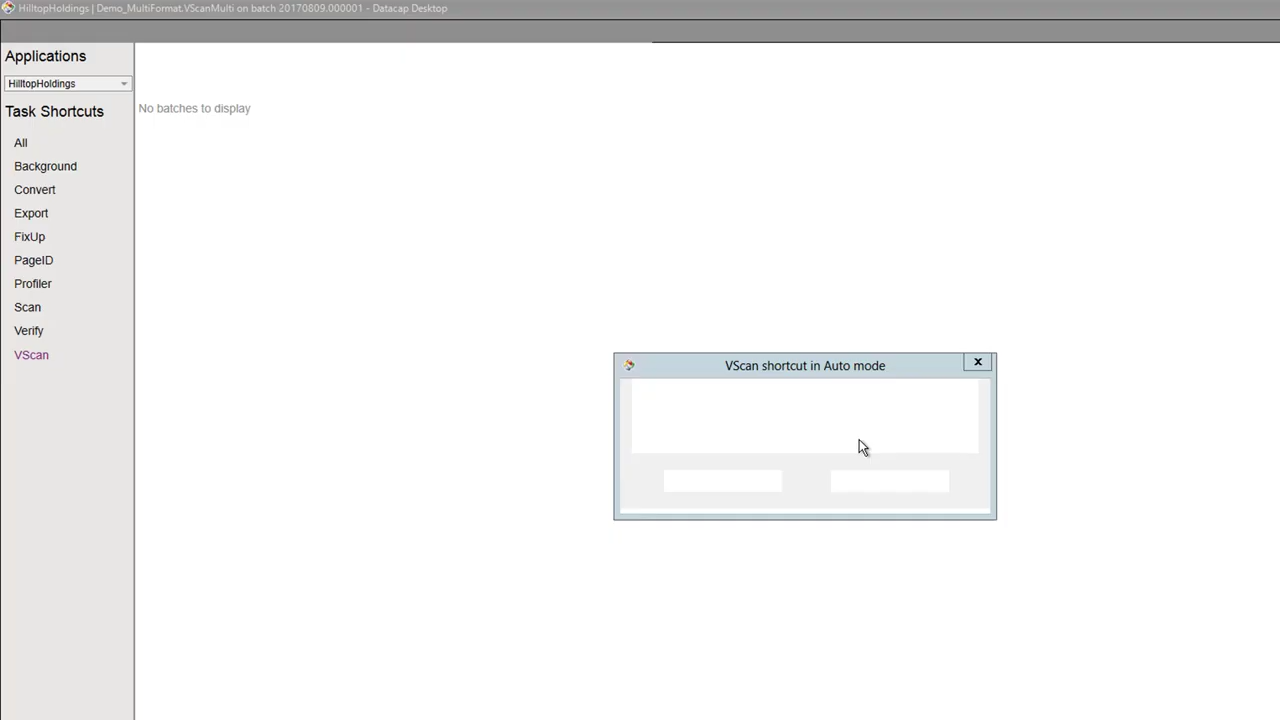 HilltopHoldings | Demo_MultiFormat.VScanMulti on batch 20170809.000001 - Datacap Desktop
Applications
HilltopHoldings
Task Shortcuts
No batches to display
All
Background
Convert
Export
FixUp
PageID
Profiler
Scan
Verify
VScan
VScan shortcut in Auto mode
x